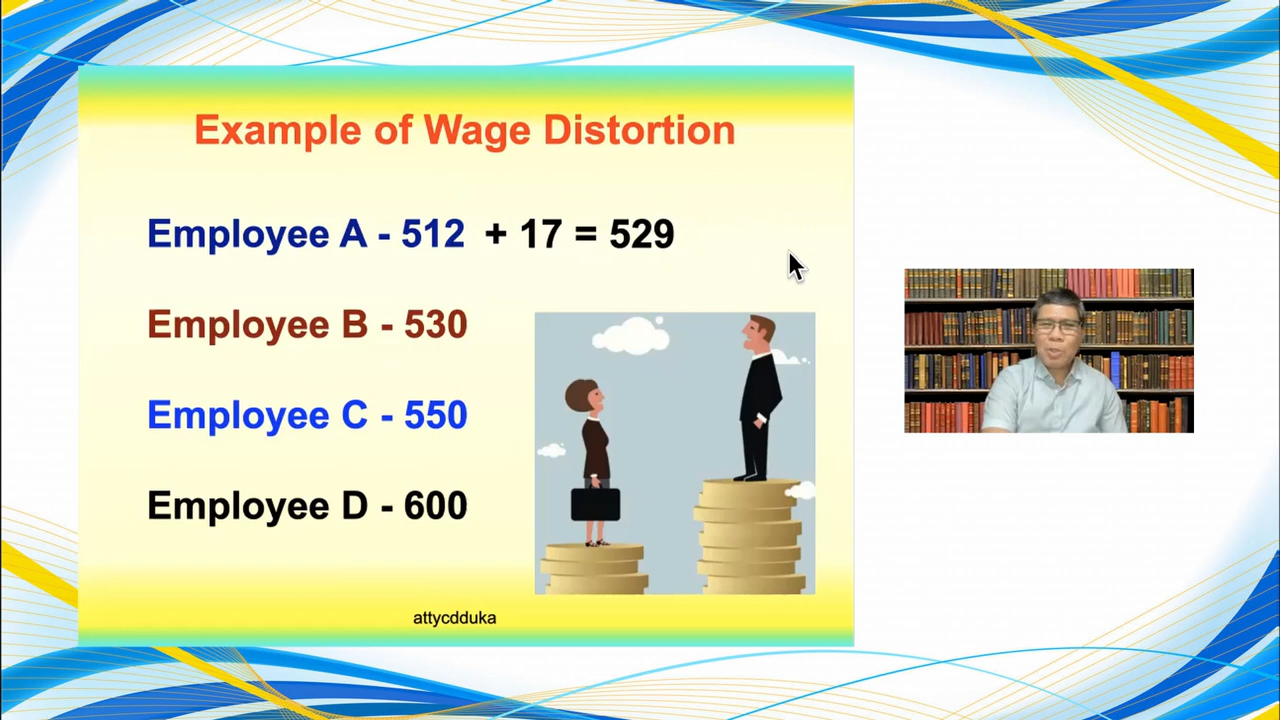 Example of Wage Distortion
Employee A - 512 + 17 = 529
Employee B - 530
Employee C - 550
Employee D - 600
attycdduka